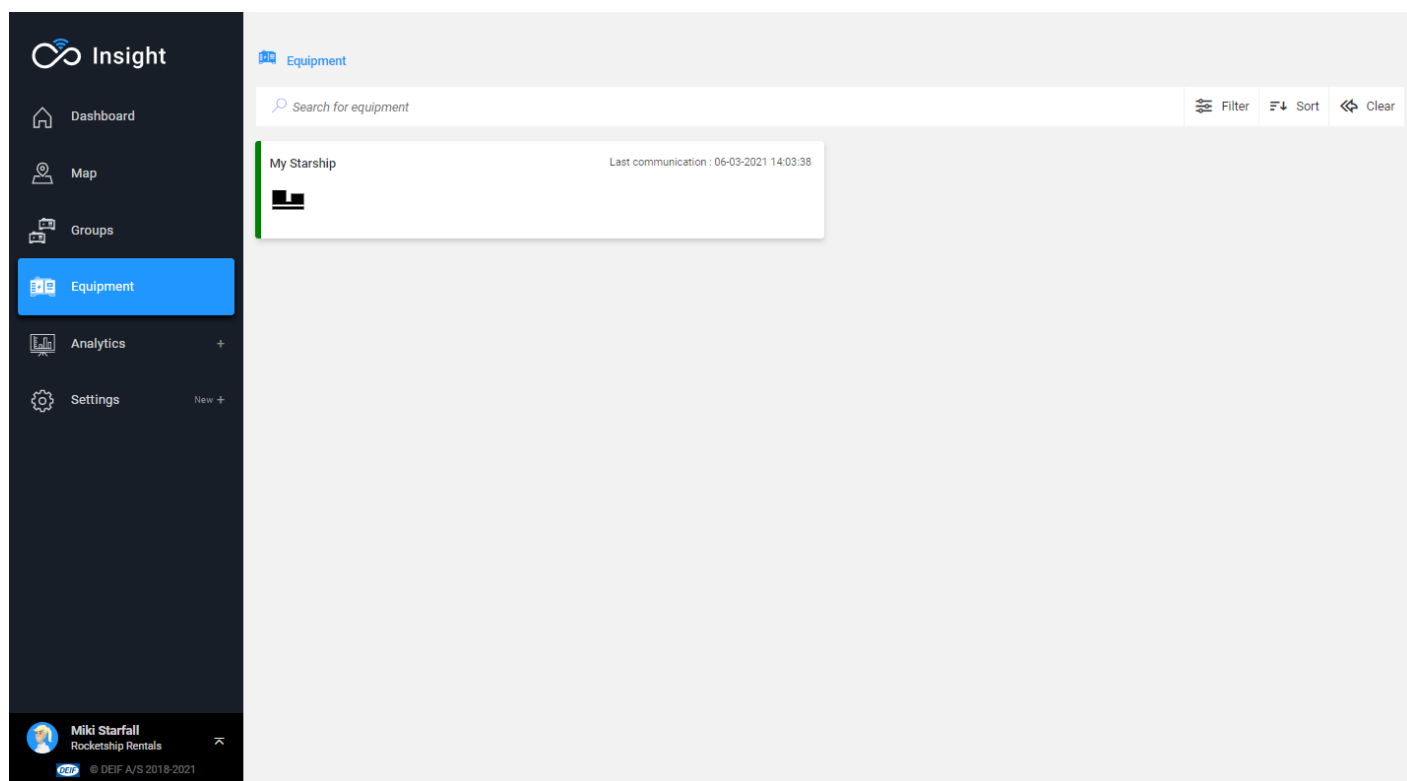 Insight
Dashboard
Map
Groups
Equipment
Analytics +
Settings New +
Miki Starfall
Rocketship Rentals
DEIF © DEIF A/S 2018-2021
Equipment
Search for equipment
Filter Sort Clear
My Starship Last communication : 06-03-2021 14:03:38